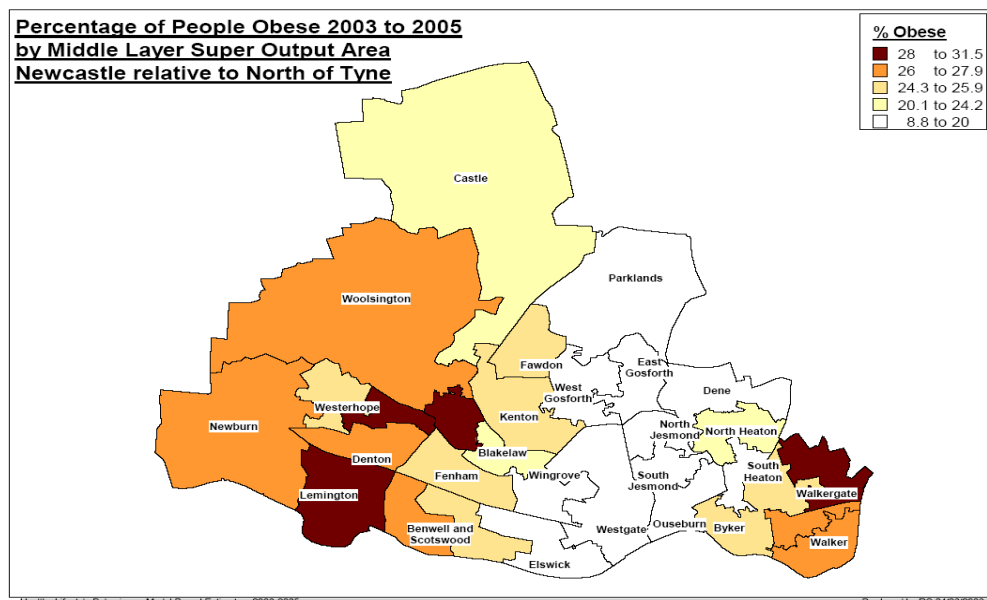 Percentage of People Obese 2003 to 2005
by Middle Layer Super Output Area
Newcastle relative to North of Tyne
% Obese
28 to 31.5
26 to 27.9
24.3 to 25.9
20.1 to 24.2
8.8 to 20
Castle
Parklands
Woolsington
Fawdon
East
Gosforth
West
Gosforth
Dene
Westerhope
Kenton
Newburn
North
Jesmond
North Heaton
Denton
Blakelaw
Fenham
Wingrove
South
Jesmond
South
Heaton
Lemington
Walkergate
Benwell and
Scotswood
Westgate
Ouseburn
Byker
Walker
Elswick